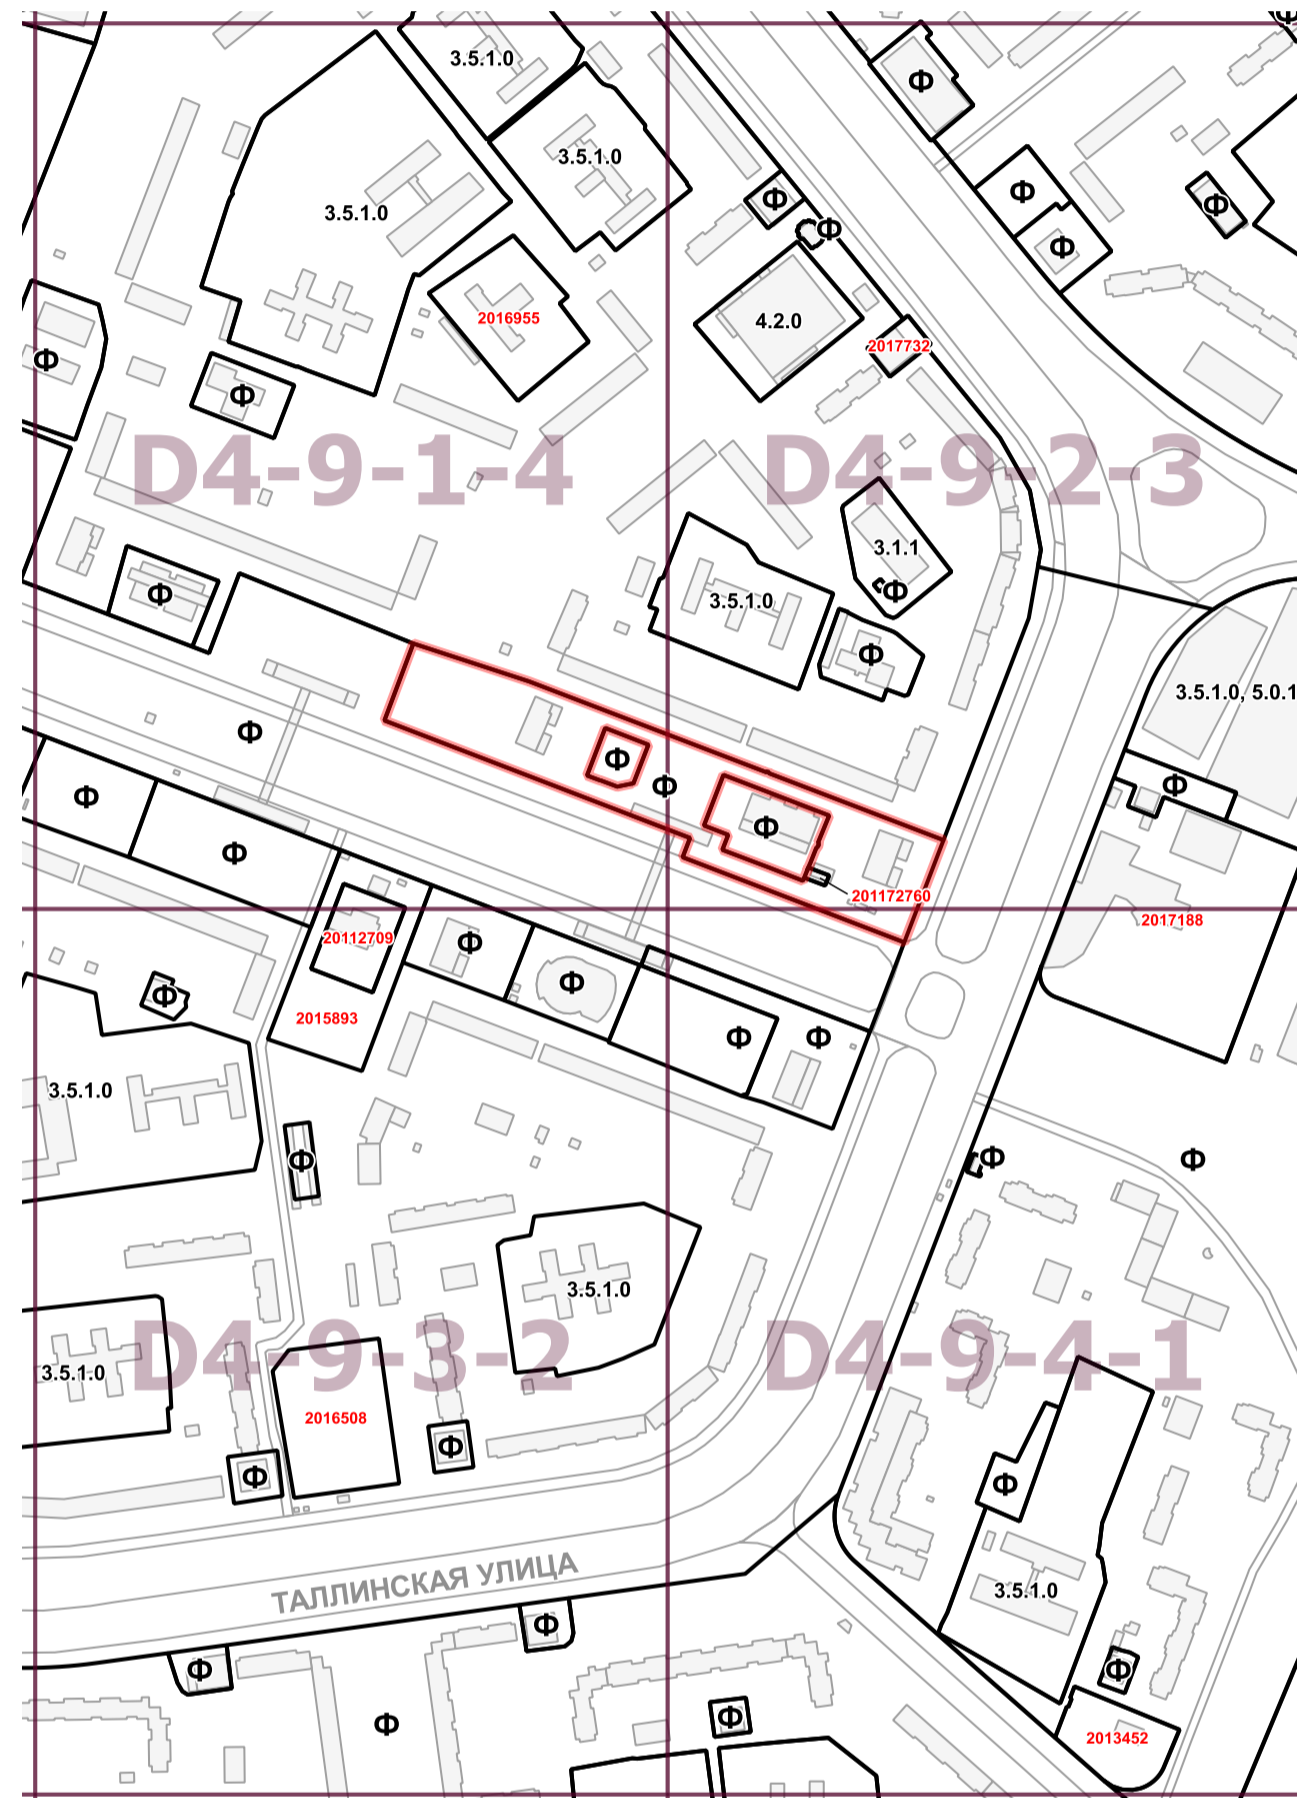 Ф
3.5.1.0
Ф
3.5.1.0
Ф
Ф
Ф
3.5.1.0
Ф
Ф
2016955
4.2.0
2017732
Ф
Ф
D4-9-1-4
D4-9-2-3
3.1.1
Ф
Ф
3.5.1.0
Ф
3.5.1.0, 5.0.1
Ф
Ф
Ф
Ф
Ф
Ф
Ф
201172760
2017188
20112709
Ф
Ф
Ф
2015893
Ф
Ф
3.5.1.0
Ф
Ф
Ф
3.5.1.0
D4-9-3-2
D4-9-4-1
3.5.1.0
2016508
Ф
Ф
Ф
ТАЛЛИНСКАЯ УЛИЦА
3.5.1.0
Ф
Ф
Ф
Ф
Ф
2013452